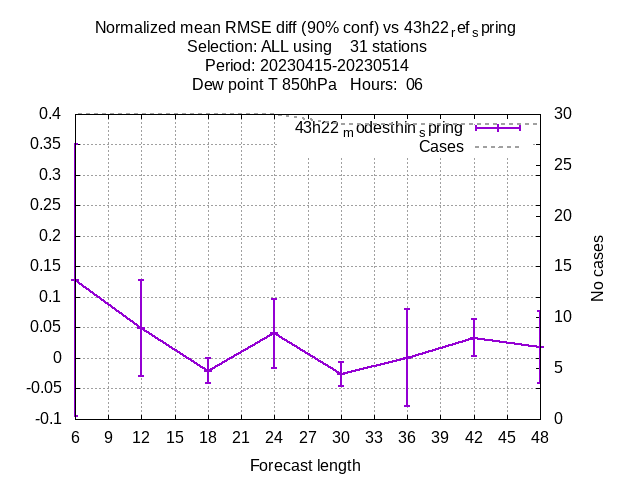 Normalized mean RMSE diff (90% conf) vs 43h22refspring
Selection: ALL using 31 stations
Period: 20230415-20230514
Dew point T 850hPa Hours: 06
43h22modesthinspring
Cases
0.4
0.35
0.3
0.25
0.2
0.15
0.1
0.05
0
-0.05
-0.1
30
25
20
15
10
5
0
No cases
6 9 12 15 18 21 24 27 30 33 36 39 42 45 48
Forecast length